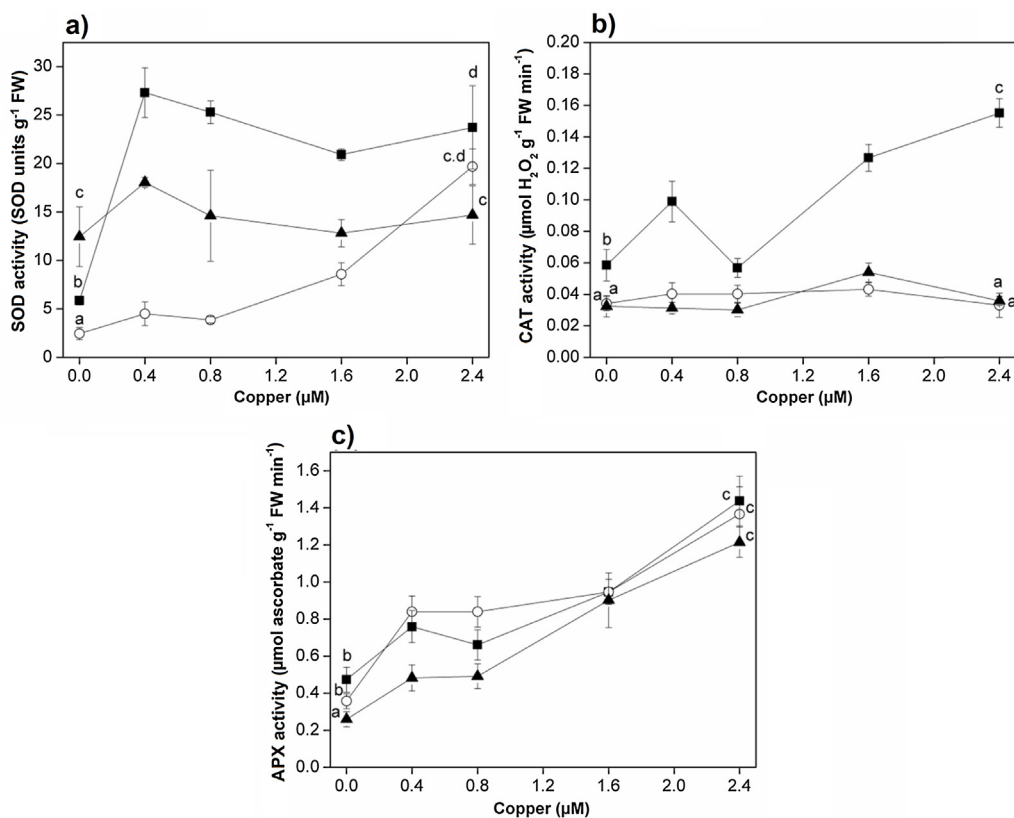 a)
SOD activity (SOD units g⁻¹ FW)
30
25
20
15
10
5
0
c
b
a
d
c.d
c
0.0 0.4 0.8 1.2 1.6 2.0 2.4
Copper (µM)
b)
CAT activity (µmol H₂O₂ g⁻¹ FW min⁻¹)
0.20
0.18
0.16
0.14
0.12
0.10
0.08
0.06
0.04
0.02
0.00
b
a a
c
a
a
0.0 0.4 0.8 1.2 1.6 2.0 2.4
Copper (µM)
c)
APX activity (µmol ascorbate g⁻¹ FW min⁻¹)
1.6
1.4
1.2
1.0
0.8
0.6
0.4
0.2
0.0
b
b
a
c
c
c
0.0 0.4 0.8 1.2 1.6 2.0 2.4
Copper (µM)